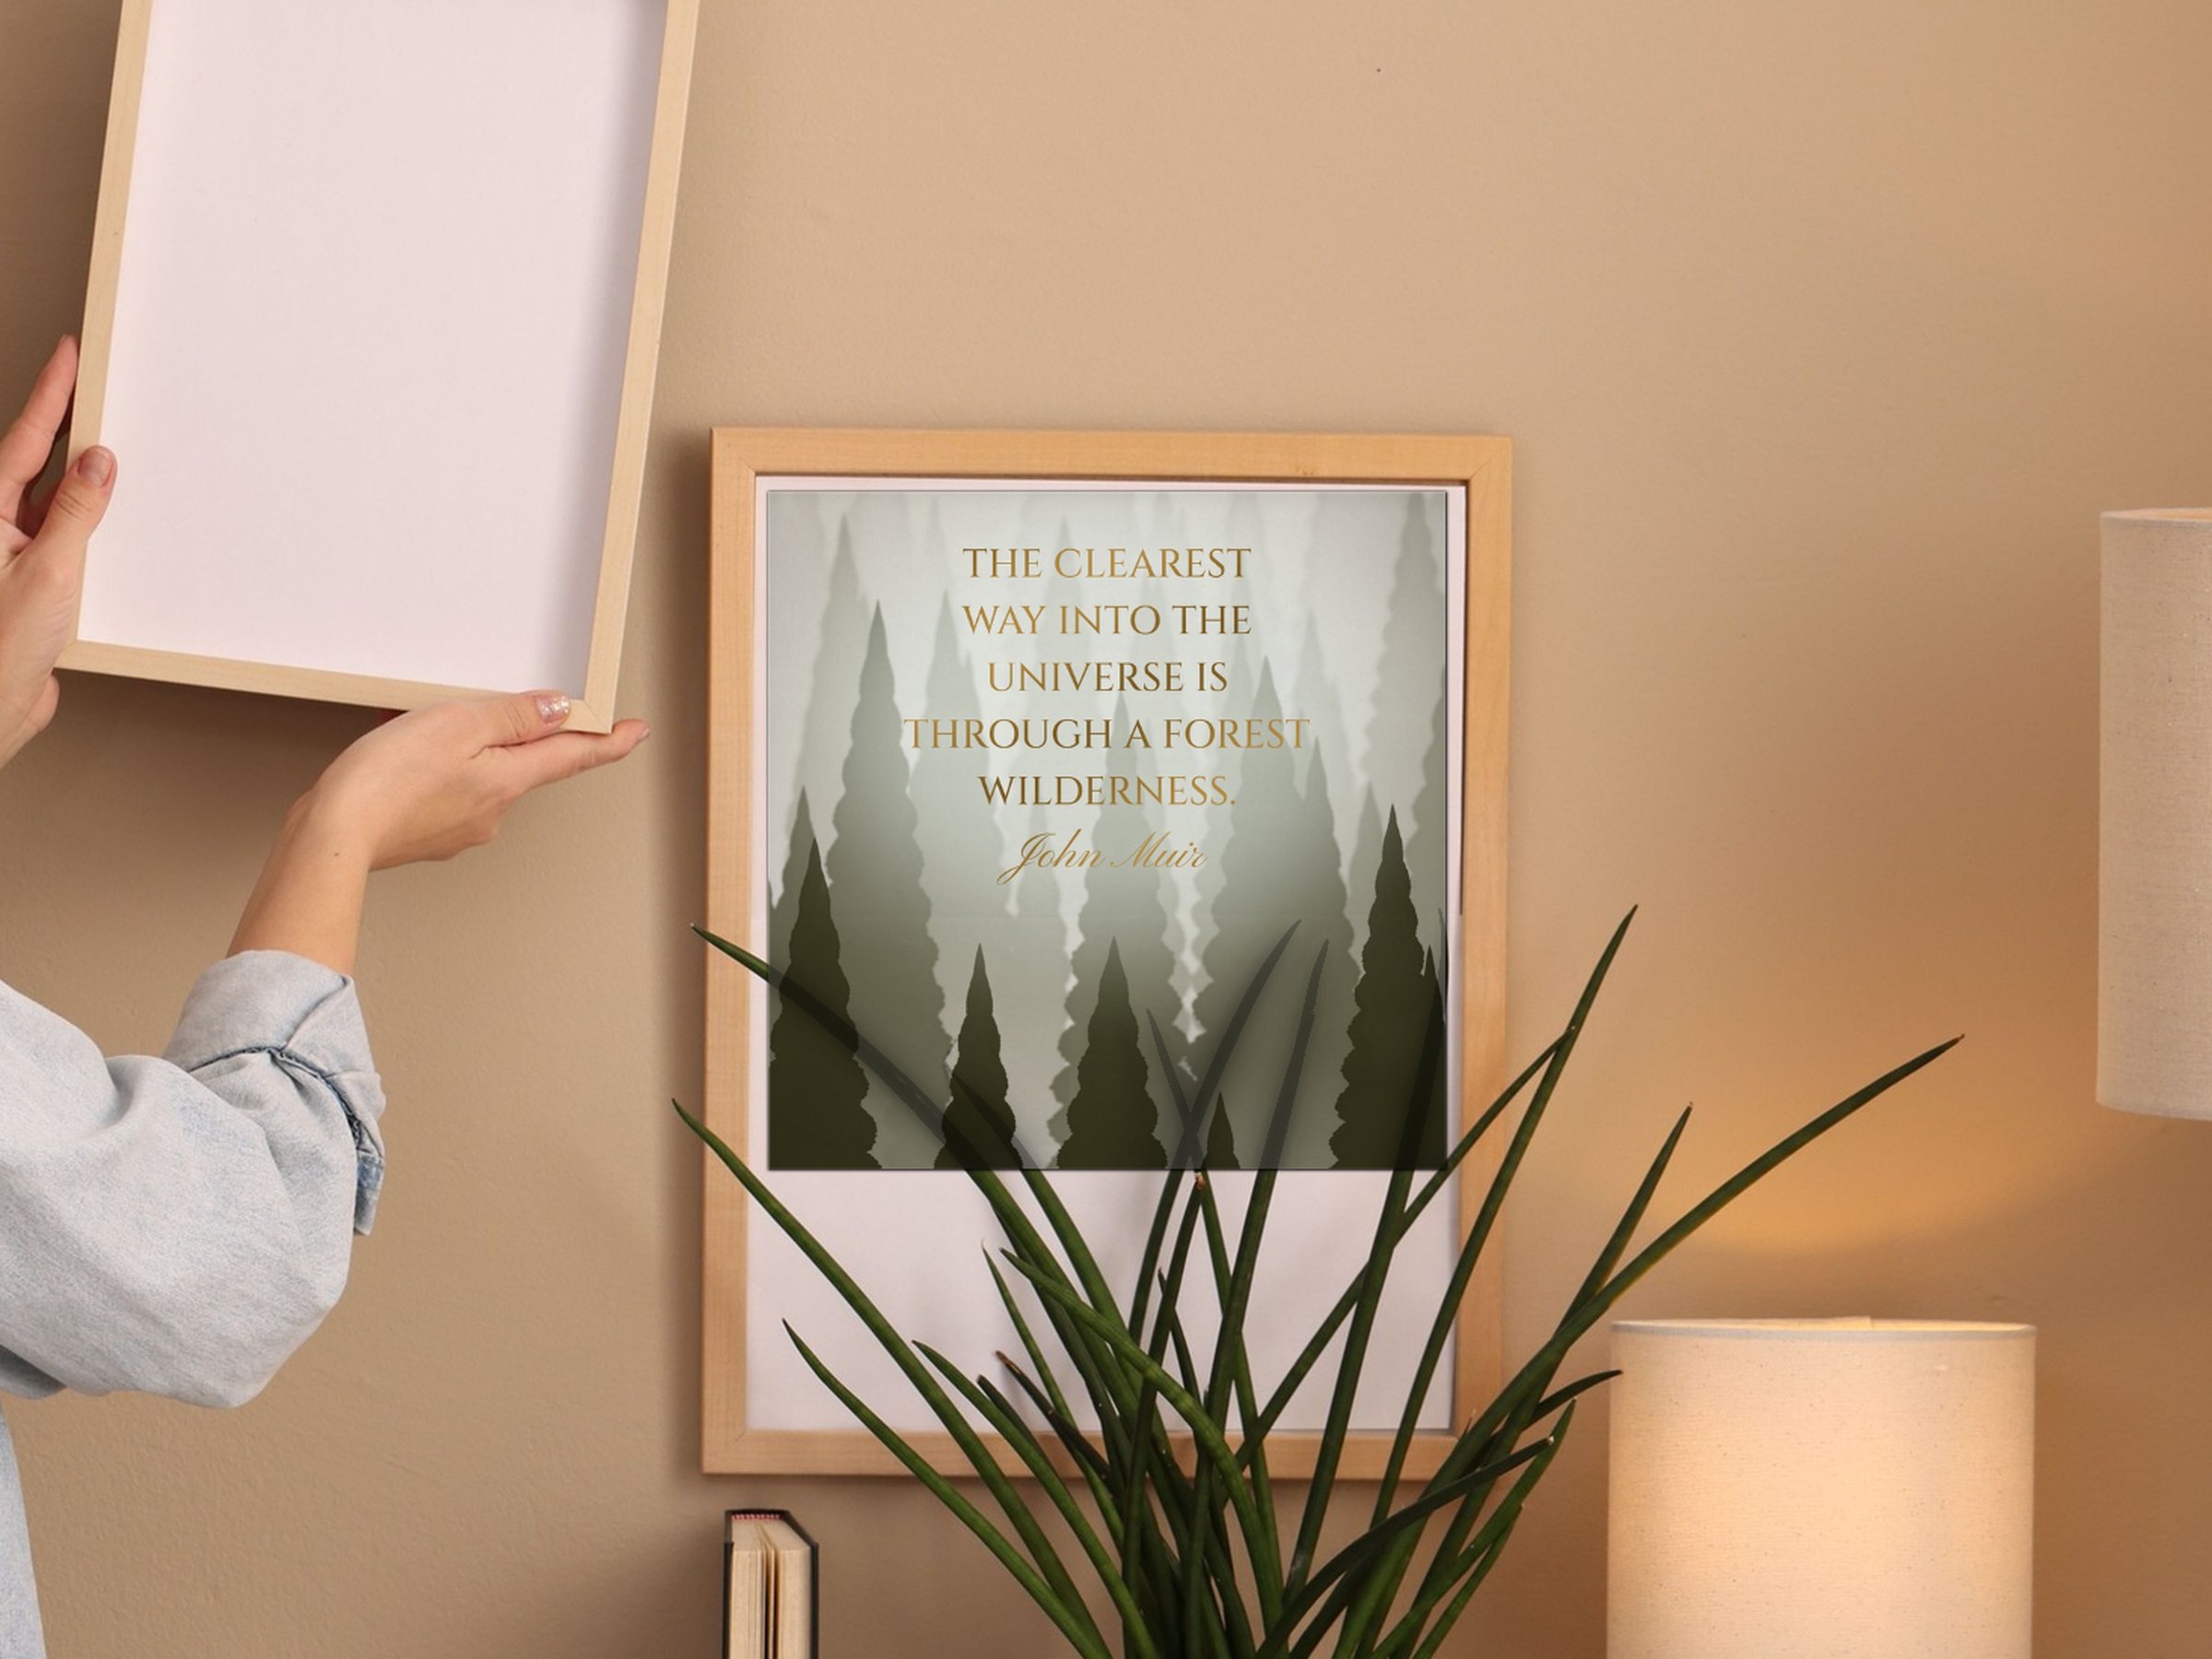 THE CLEAREST
WAY INTO THE
UNIVERSE IS
THROUGH A FOREST
WILDERNESS.
John Muir